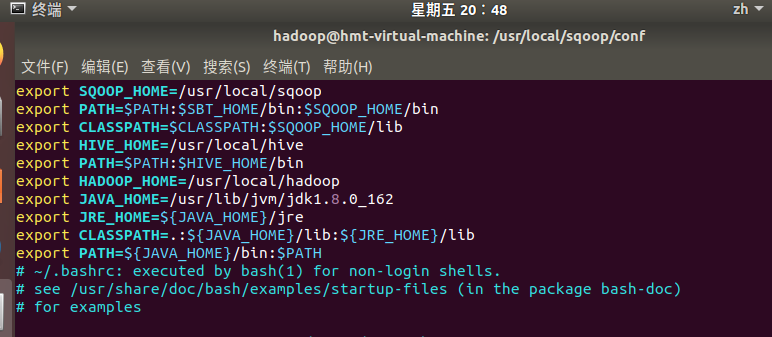 终端
星期五 20：48
zh
hadoop@hmt-virtual-machine: /usr/local/sqoop/conf
文件(F) 编辑(E) 查看(V) 搜索(S) 终端(T) 帮助(H)
export SQOOP_HOME=/usr/local/sqoop
export PATH=$PATH:$SBT_HOME/bin:$SQOOP_HOME/bin
export CLASSPATH=$CLASSPATH:$SQOOP_HOME/lib
export HIVE_HOME=/usr/local/hive
export PATH=$PATH:$HIVE_HOME/bin
export HADOOP_HOME=/usr/local/hadoop
export JAVA_HOME=/usr/lib/jvm/jdk1.8.0_162
export JRE_HOME=${JAVA_HOME}/jre
export CLASSPATH=.:${JAVA_HOME}/lib:${JRE_HOME}/lib
export PATH=${JAVA_HOME}/bin:$PATH
# ~/.bashrc: executed by bash(1) for non-login shells.
# see /usr/share/doc/bash/examples/startup-files (in the package bash-doc)
# for examples